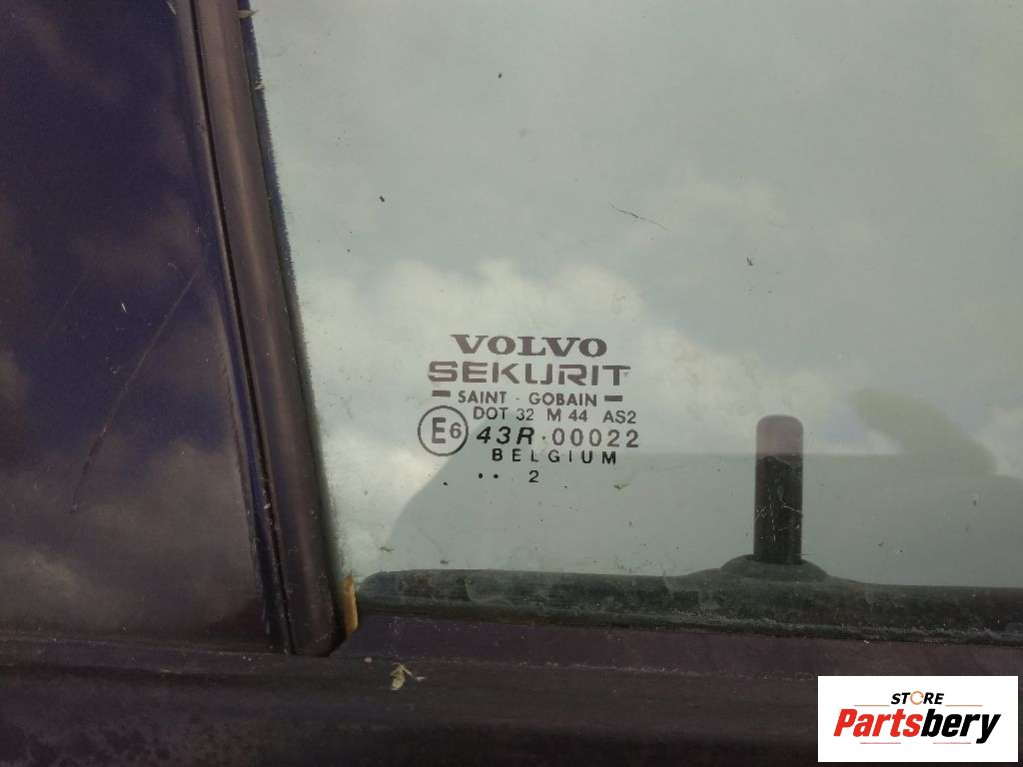 VOLVO
SEKURIT
SAINT - GOBAIN
DOT 32 M 44 AS2
E6 43R-00022
BELGIUM
.. 2
STORE
Partsbery